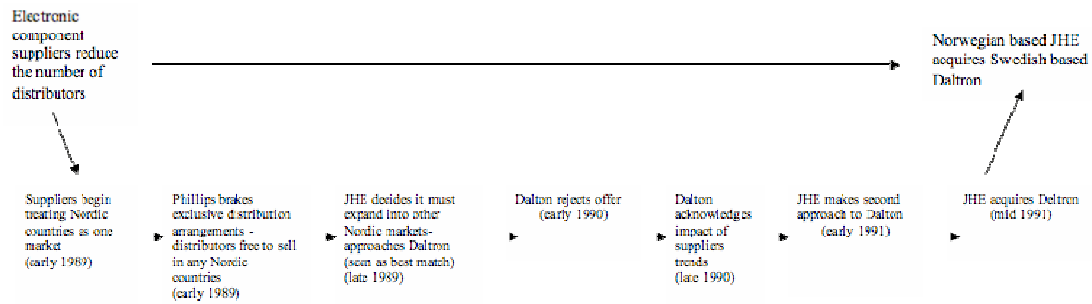 Electronic
component
suppliers reduce
the number of
distributors
Norwegian based JHE
acquires Swedish based
Daltron
Suppliers begin
treating Nordic
countries as one
market
(early 1989)
Phillips brakes
exclusive distribution
arrangements -
distributors free to sell
in any Nordic
countries
(early 1989)
JHE decides it must
expand into other
Nordic markets-
approaches Daltron
(seen as best match)
(late 1989)
Dalton rejects offer
(early 1990)
Dalton
acknowledges
impact of
suppliers
trends
(late 1990)
JHE makes second
approach to Dalton
(early 1991)
JHE acquires Deltron
(mid 1991)